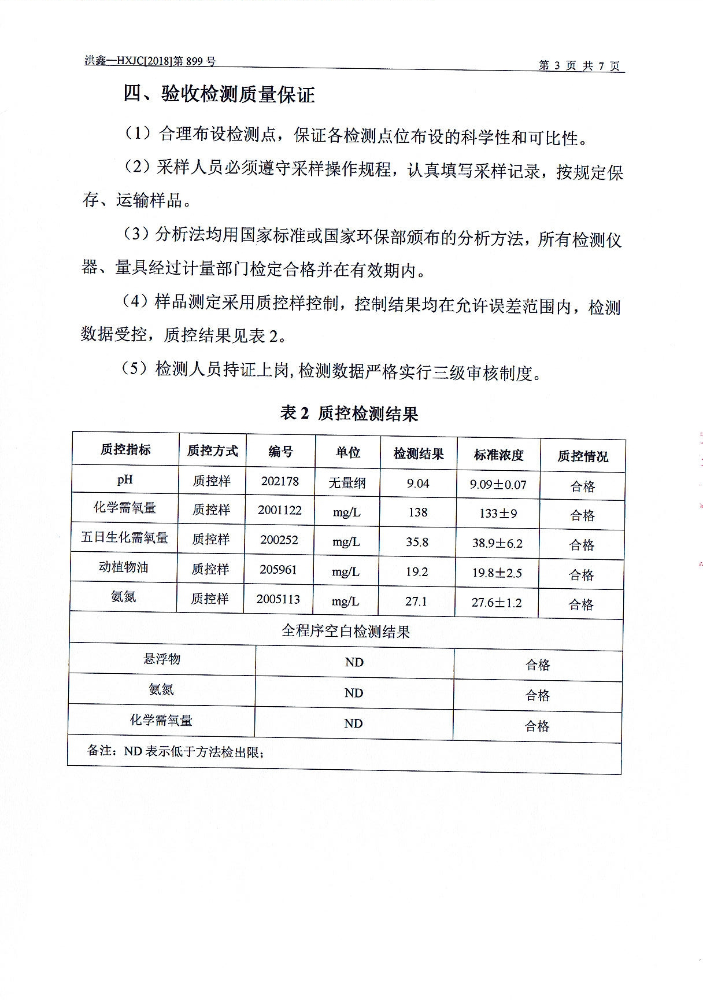 洪鑫—HXJC[2018]第 899 号
第 3 页 共 7 页
四、验收检测质量保证
（1）合理布设检测点，保证各检测点位布设的科学性和可比性。
（2）采样人员必须遵守采样操作规程，认真填写采样记录，按规定保
存、运输样品。
（3）分析法均用国家标准或国家环保部颁布的分析方法，所有检测仪
器、量具经过计量部门检定合格并在有效期内。
（4）样品测定采用质控样控制，控制结果均在允许误差范围内，检测
数据受控，质控结果见表 2。
（5）检测人员持证上岗,检测数据严格实行三级审核制度。
表 2 质控检测结果
质控指标 质控方式 编号 单位 检测结果 标准浓度 质控情况
pH 质控样 202178 无量纲 9.04 9.09±0.07 合格
化学需氧量 质控样 2001122 mg/L 138 133±9 合格
五日生化需氧量 质控样 200252 mg/L 35.8 38.9±6.2 合格
动植物油 质控样 205961 mg/L 19.2 19.8±2.5 合格
氨氮 质控样 2005113 mg/L 27.1 27.6±1.2 合格
全程序空白检测结果
悬浮物 ND 合格
氨氮 ND 合格
化学需氧量 ND 合格
备注：ND 表示低于方法检出限；